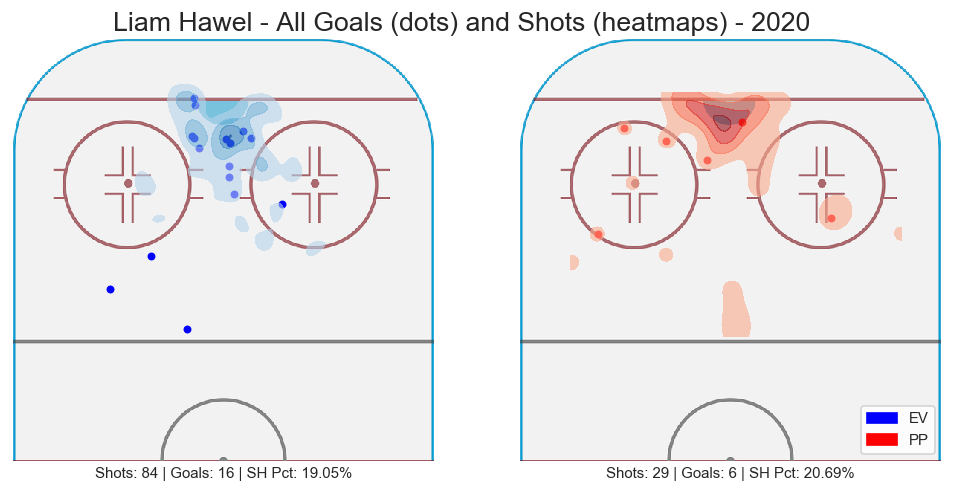 Liam Hawel - All Goals (dots) and Shots (heatmaps) - 2020
EV
PP
Shots: 84 | Goals: 16 | SH Pct: 19.05%
Shots: 29 | Goals: 6 | SH Pct: 20.69%